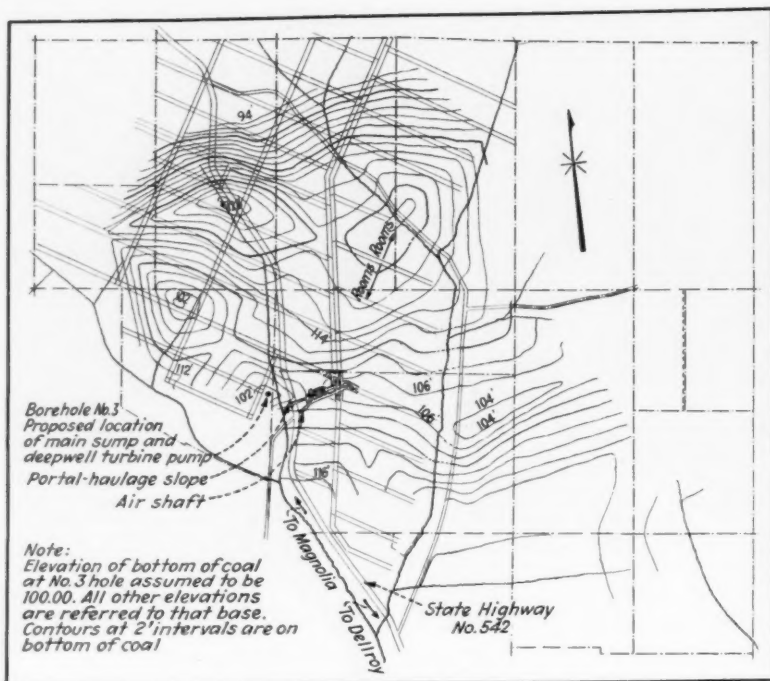 94'
Rooms
Rooms
102'
114'
112'
102'
106'
106'
104'
104'
116'
Borehole No.3
Proposed location
of main sump and
deepwell turbine pump
Portal-haulage slope
Air shaft
To Magnolia
To Dellroy
State Highway
No.542
Note:
Elevation of bottom of coal
at No.3 hole assumed to be
100.00. All other elevations
are referred to that base.
Contours at 2' intervals are on
bottom of coal